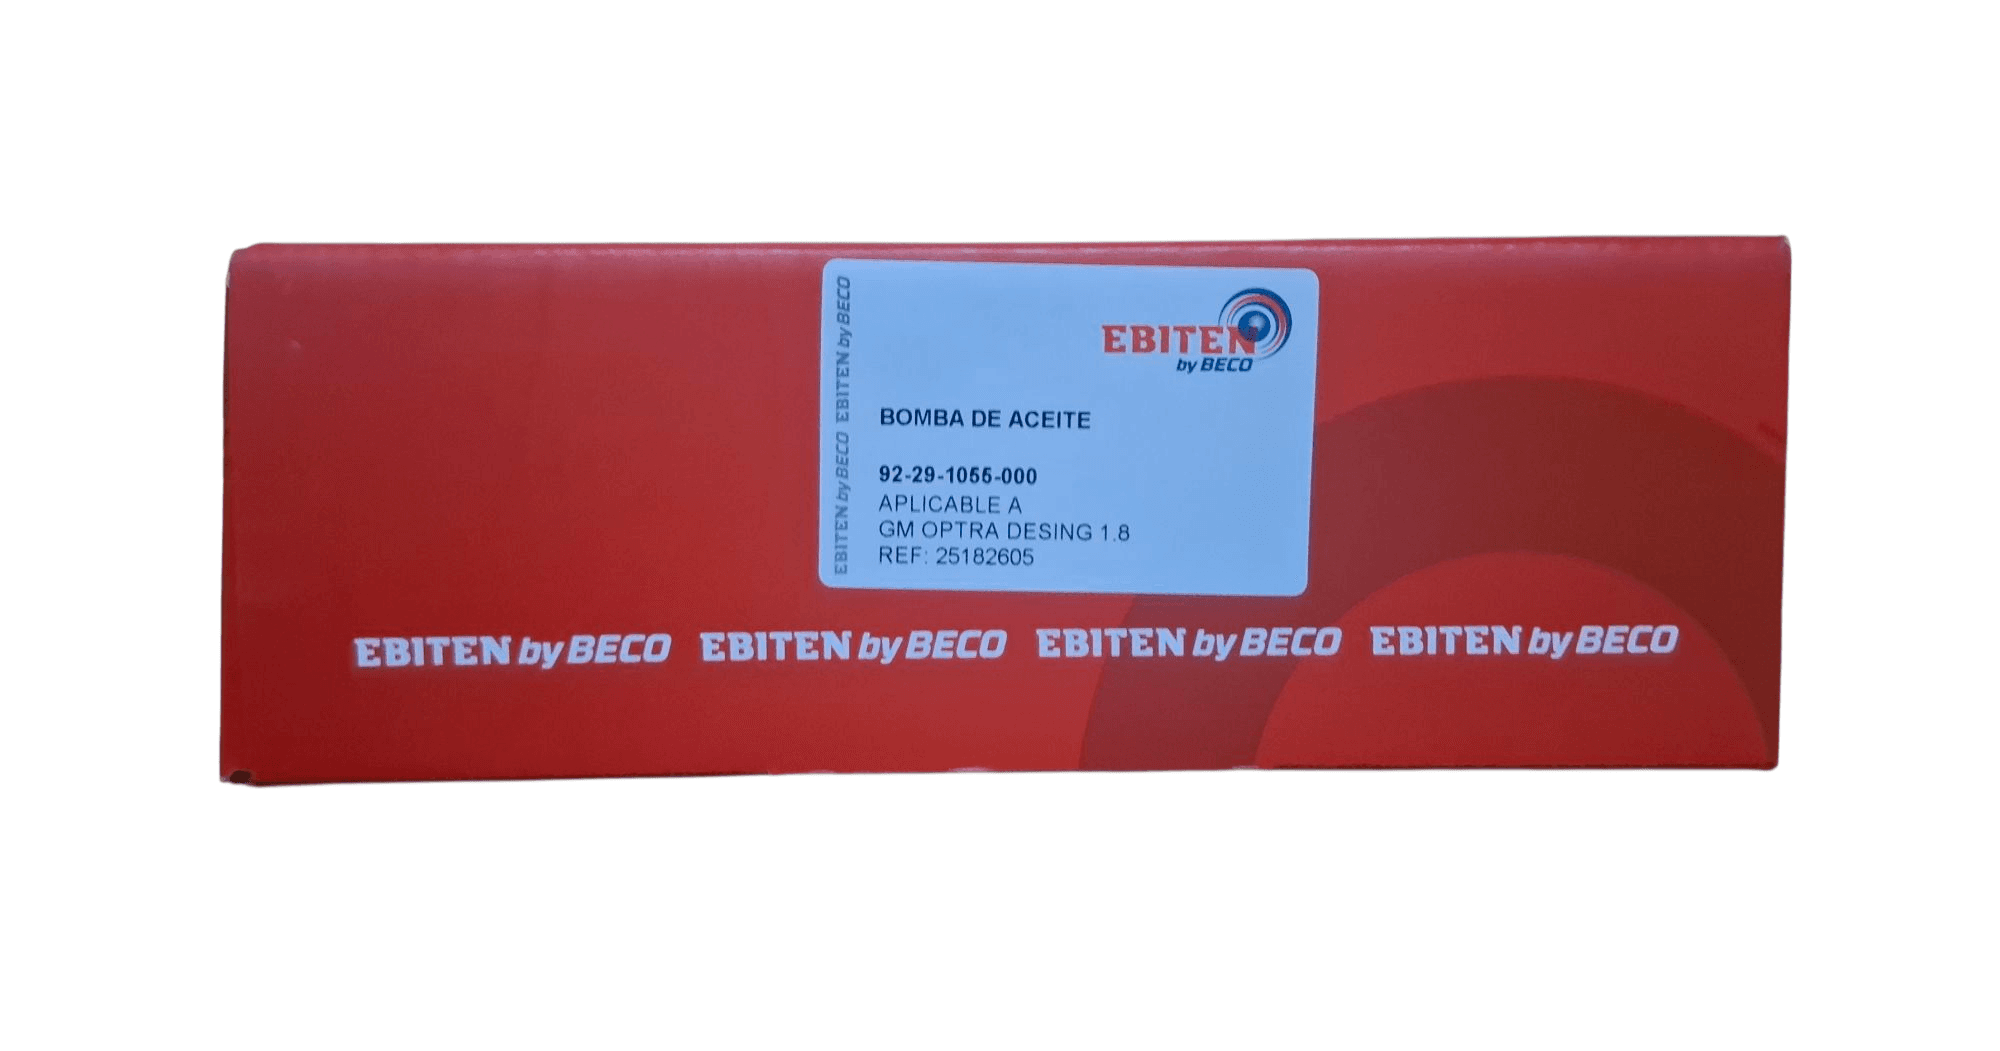 EBITEN by BECO EBITEN by BECO
EBITEN
by BECO
BOMBA DE ACEITE
92-29-1055-000
APLICABLE A
GM OPTRA DESING 1.8
REF: 25182605
EBITEN by BECO EBITEN by BECO EBITEN by BECO EBITEN by BECO